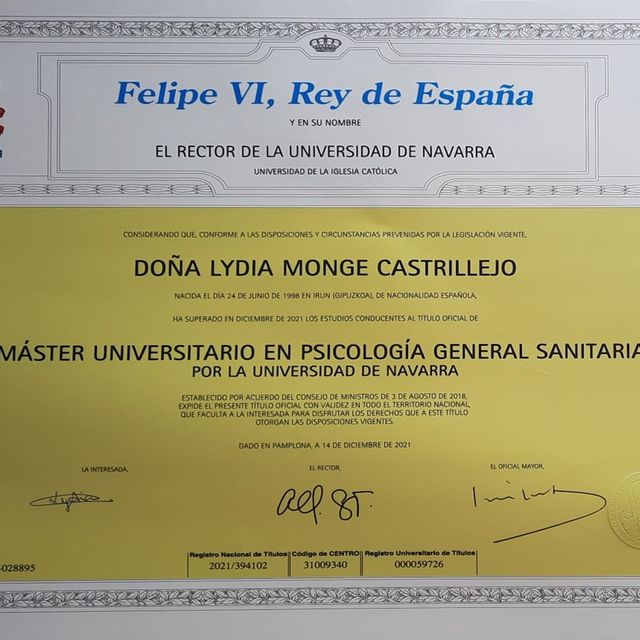 Felipe VI, Rey de España
Y EN SU NOMBRE
EL RECTOR DE LA UNIVERSIDAD DE NAVARRA
UNIVERSIDAD DE LA IGLESIA CATÓLICA
CONSIDERANDO QUE, CONFORME A LAS DISPOSICIONES Y CIRCUNSTANCIAS PREVENIDAS POR LA LEGISLACIÓN VIGENTE,
DOÑA LYDIA MONGE CASTRILLEJO
NACIDA EL DÍA 24 DE JUNIO DE 1998 EN IRUN (GIPUZKOA), DE NACIONALIDAD ESPAÑOLA,
HA SUPERADO EN DICIEMBRE DE 2021 LOS ESTUDIOS CONDUCENTES AL TÍTULO OFICIAL DE
MÁSTER UNIVERSITARIO EN PSICOLOGÍA GENERAL SANITARIA
POR LA UNIVERSIDAD DE NAVARRA
ESTABLECIDO POR ACUERDO DEL CONSEJO DE MINISTROS DE 3 DE AGOSTO DE 2018,
EXPIDE EL PRESENTE TÍTULO OFICIAL CON VALIDEZ EN TODO EL TERRITORIO NACIONAL,
QUE FACULTA A LA INTERESADA PARA DISFRUTAR LOS DERECHOS QUE A ESTE TÍTULO
OTORGAN LAS DISPOSICIONES VIGENTES.
DADO EN PAMPLONA, A 14 DE DICIEMBRE DE 2021
LA INTERESADA, EL RECTOR, EL OFICIAL MAYOR,
Lydia
Registro Nacional de Títulos Código de CENTRO Registro Universitario de Títulos
-028895 2021/394102 31009340 000059726